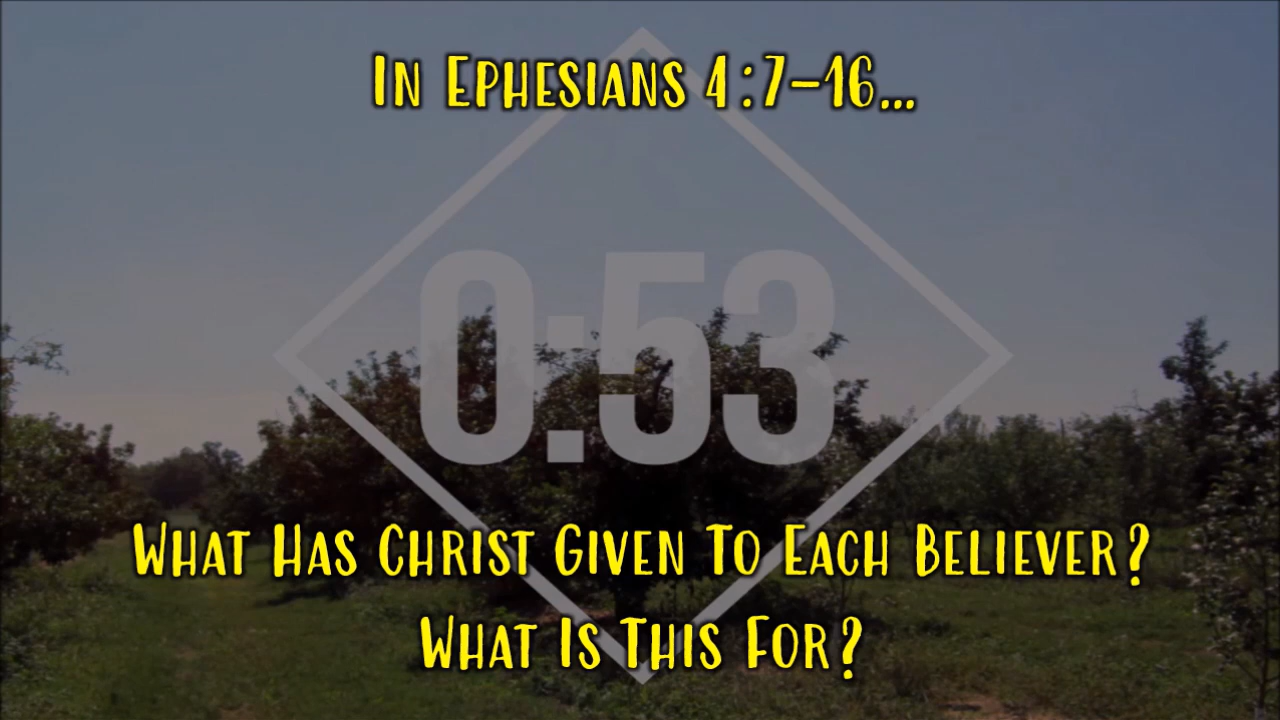 In Ephesians 4:7-16...
0:53
What Has Christ Given To Each Believer?
What Is This For?